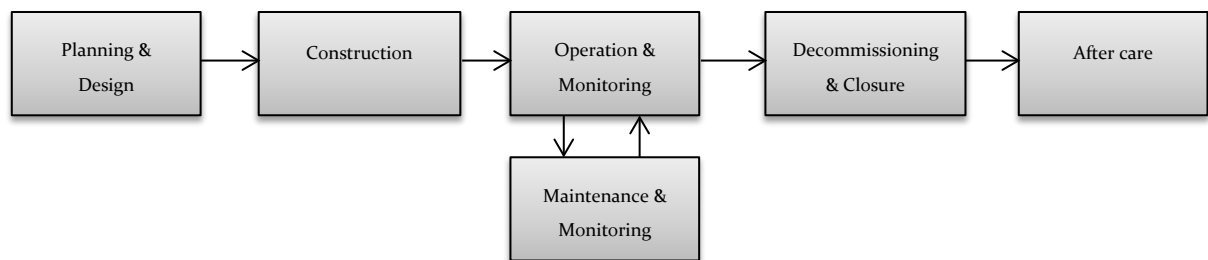 Planning &
Design
Construction
Operation &
Monitoring
Decommissioning
& Closure
After care
Maintenance &
Monitoring